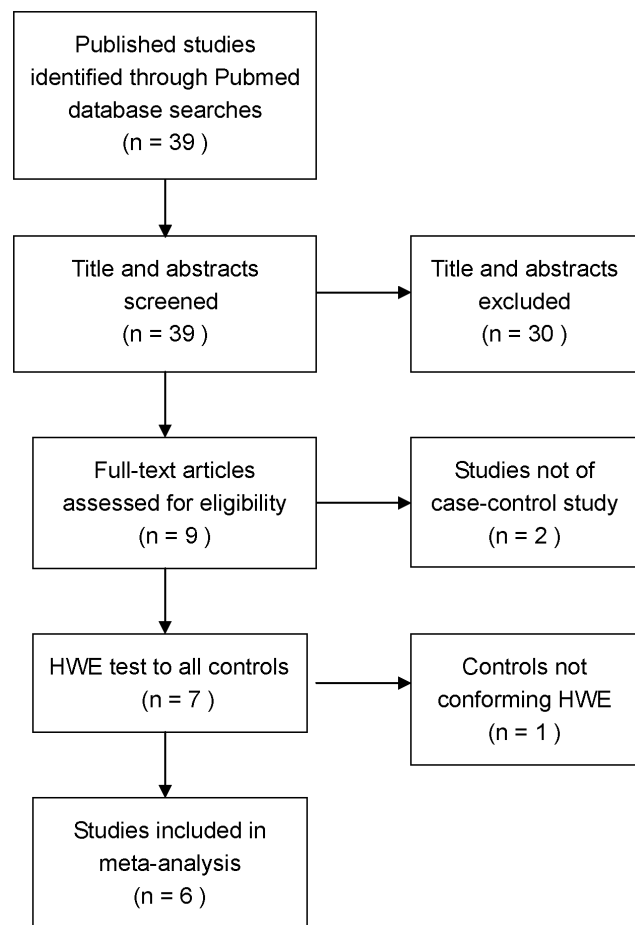 Published studies
identified through Pubmed
database searches
(n = 39 )
Title and abstracts
screened
(n = 39 )
Title and abstracts
excluded
(n = 30 )
Full-text articles
assessed for eligibility
(n = 9 )
Studies not of
case-control study
(n = 2 )
HWE test to all controls
(n = 7 )
Controls not
conforming HWE
(n = 1 )
Studies included in
meta-analysis
(n = 6 )